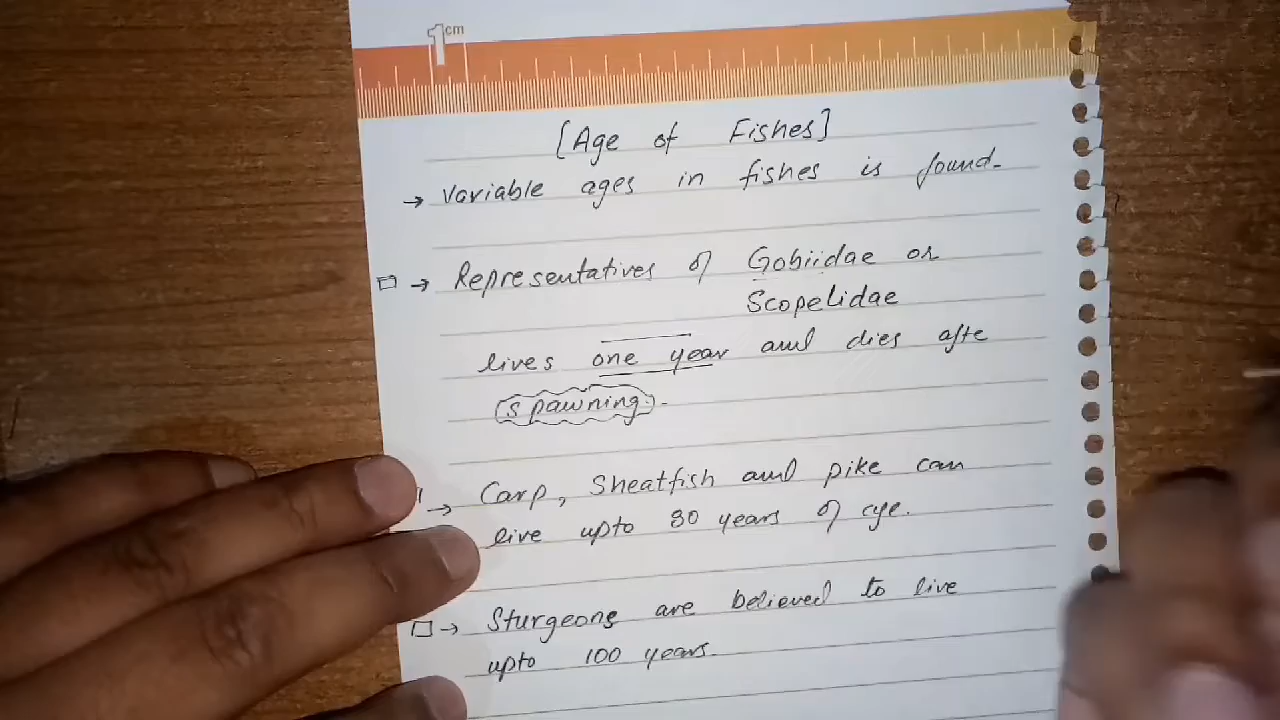 1 cm
[Age of Fishes]
→ Variable ages in fishes is found.
→ Representatives of Gobiidae or
Scopelidae
lives one year and dies afte
spawning.
→ Carp, Sheatfish and pike can
live upto 80 years of age.
→ Sturgeons are believed to live
upto 100 years.